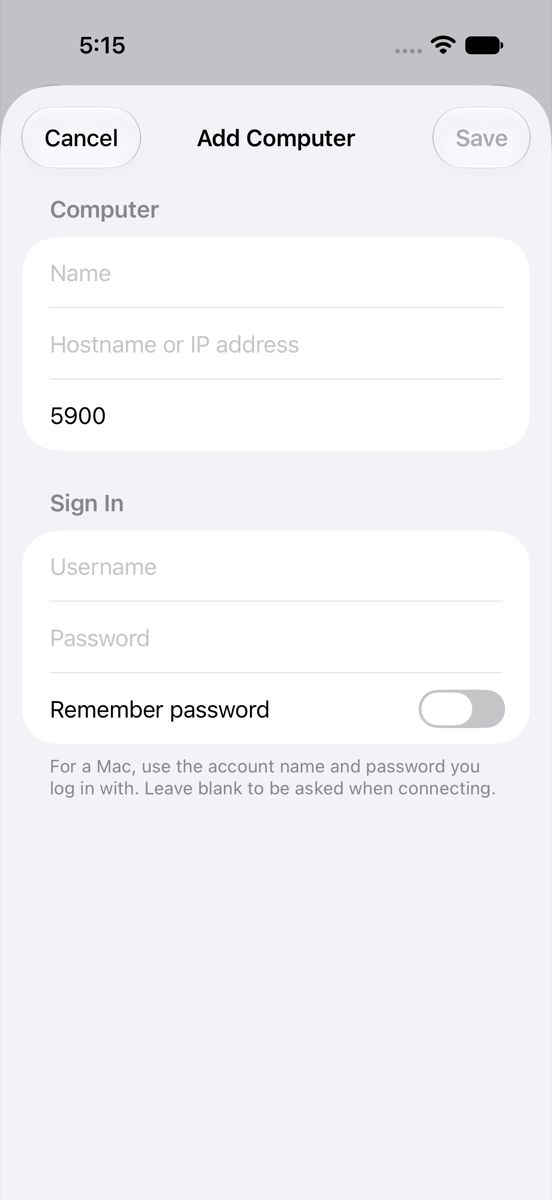 5:15
Cancel
Add Computer
Save
Computer
Name
Hostname or IP address
5900
Sign In
Username
Password
Remember password
For a Mac, use the account name and password you
log in with. Leave blank to be asked when connecting.